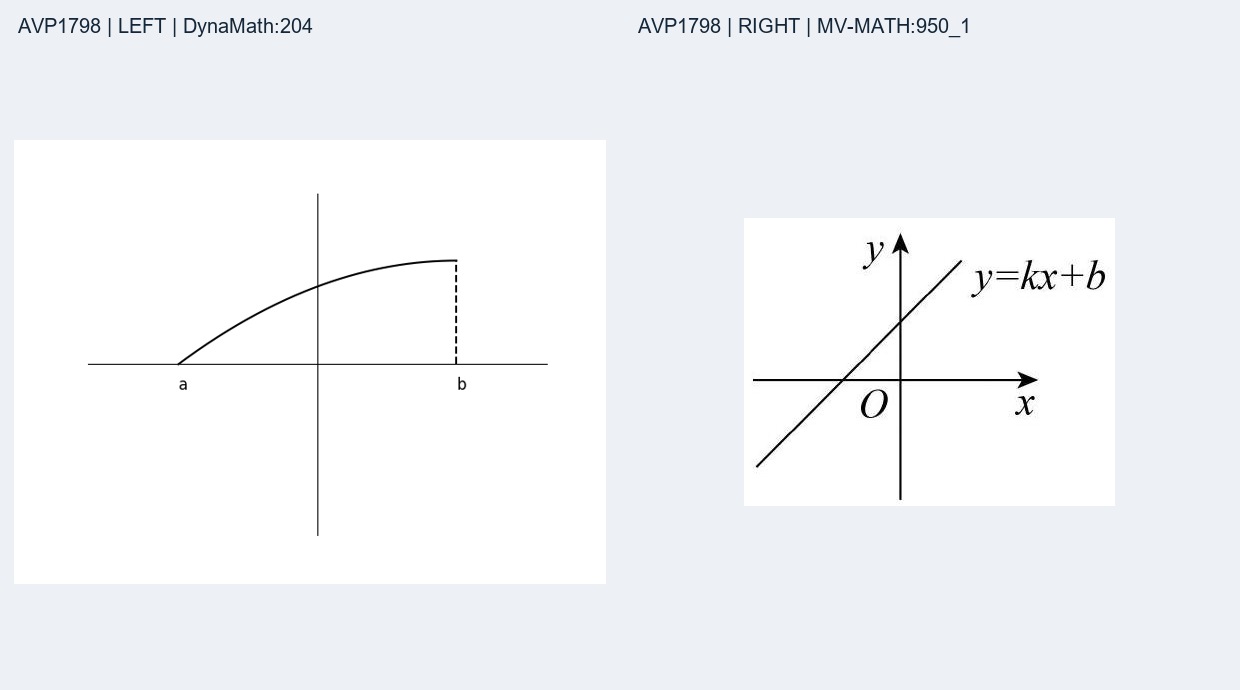 AVP1798 | LEFT | DynaMath:204
AVP1798 | RIGHT | MV-MATH:950_1
a
b
y
y=kx+b
O
x